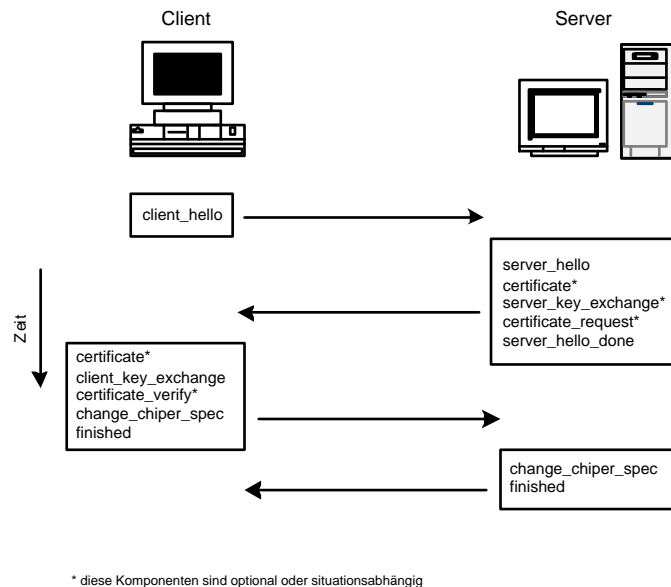 Client
Server
client_hello
server_hello
certificate*
server_key_exchange*
certificate_request*
server_hello_done
Zeit
certificate*
client_key_exchange
certificate_verify*
change_chiper_spec
finished
change_chiper_spec
finished
* diese Komponenten sind optional oder situationsabhängig